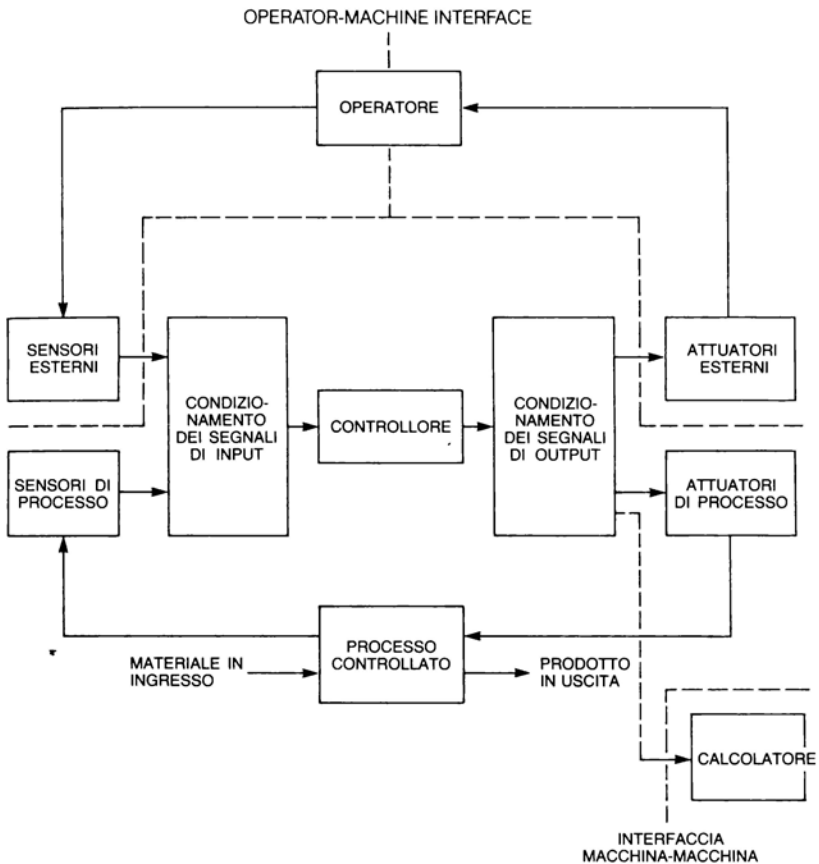 OPERATOR-MACHINE INTERFACE
OPERATORE
SENSORI
ESTERNI
CONDIZIO-
NAMENTO
DEI SEGNALI
DI INPUT
CONTROLLORE
CONDIZIO-
NAMENTO
DEI SEGNALI
DI OUTPUT
ATTUATORI
ESTERNI
SENSORI DI
PROCESSO
ATTUATORI
DI PROCESSO
MATERIALE IN
INGRESSO
PROCESSO
CONTROLLATO
PRODOTTO
IN USCITA
CALCOLATORE
INTERFACCIA
MACCHINA-MACCHINA